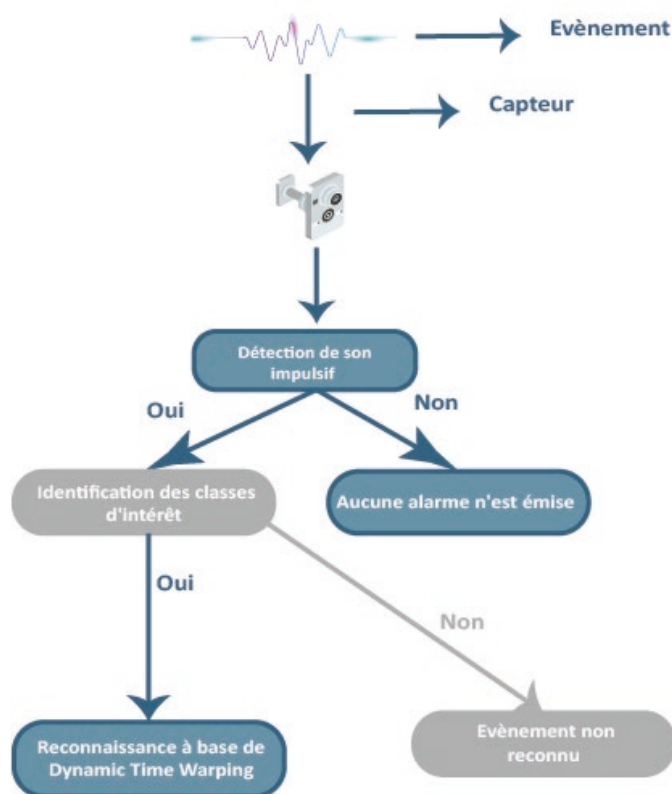 Evènement
Capteur
Détection de son
impulsif
Oui
Non
Identification des classes
d'intérêt
Aucune alarme n'est émise
Oui
Non
Reconnaissance à base de
Dynamic Time Warping
Evènement non
reconnu